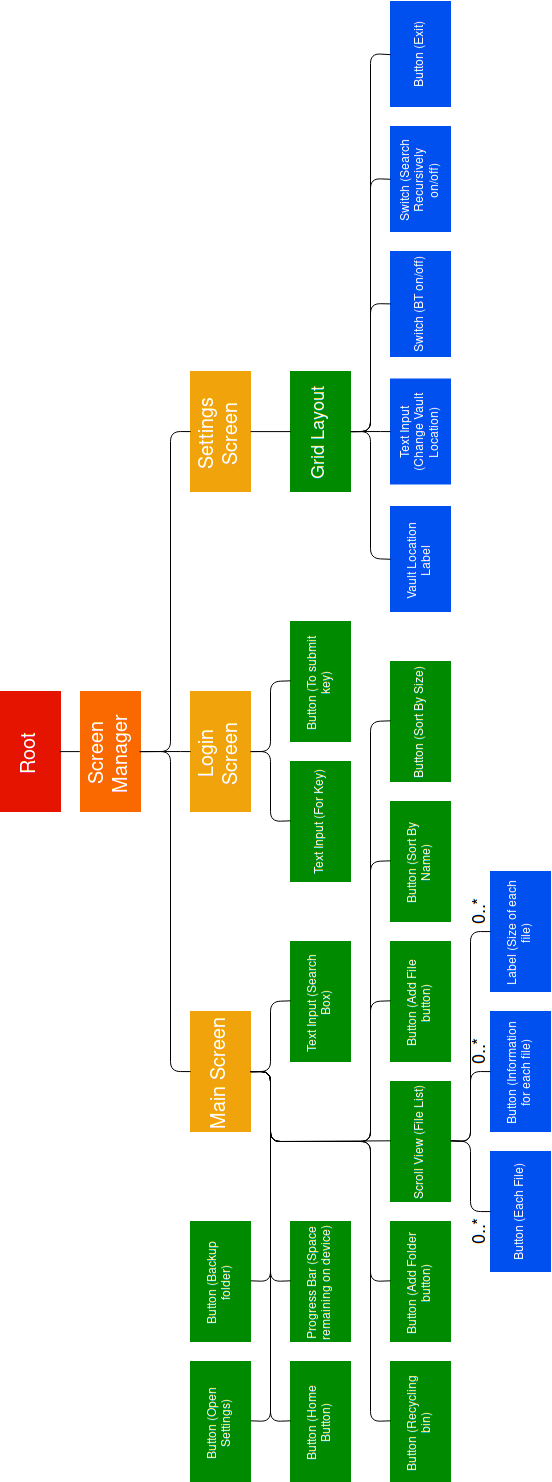 Root
Screen
Manager
Main Screen
Login
Screen
Settings
Screen
Button (Open
Settings)
Button (Backup
folder)
Button (Home
Button)
Progress Bar (Space
remaining on device)
Text Input (Search
Box)
Text Input (For Key)
Button (To submit
key)
Grid Layout
Button (Recycling
bin)
Button (Add Folder
button)
Scroll View (File List)
Button (Add File
button)
Button (Sort By
Name)
Button (Sort By Size)
Vault Location
Label
Text Input
(Change Vault
Location)
Switch (BT on/off)
Switch (Search
Recursively
on/off)
Button (Exit)
0..*
0..*
0..*
Button (Each File)
Button (Information
for each file)
Label (Size of each
file)